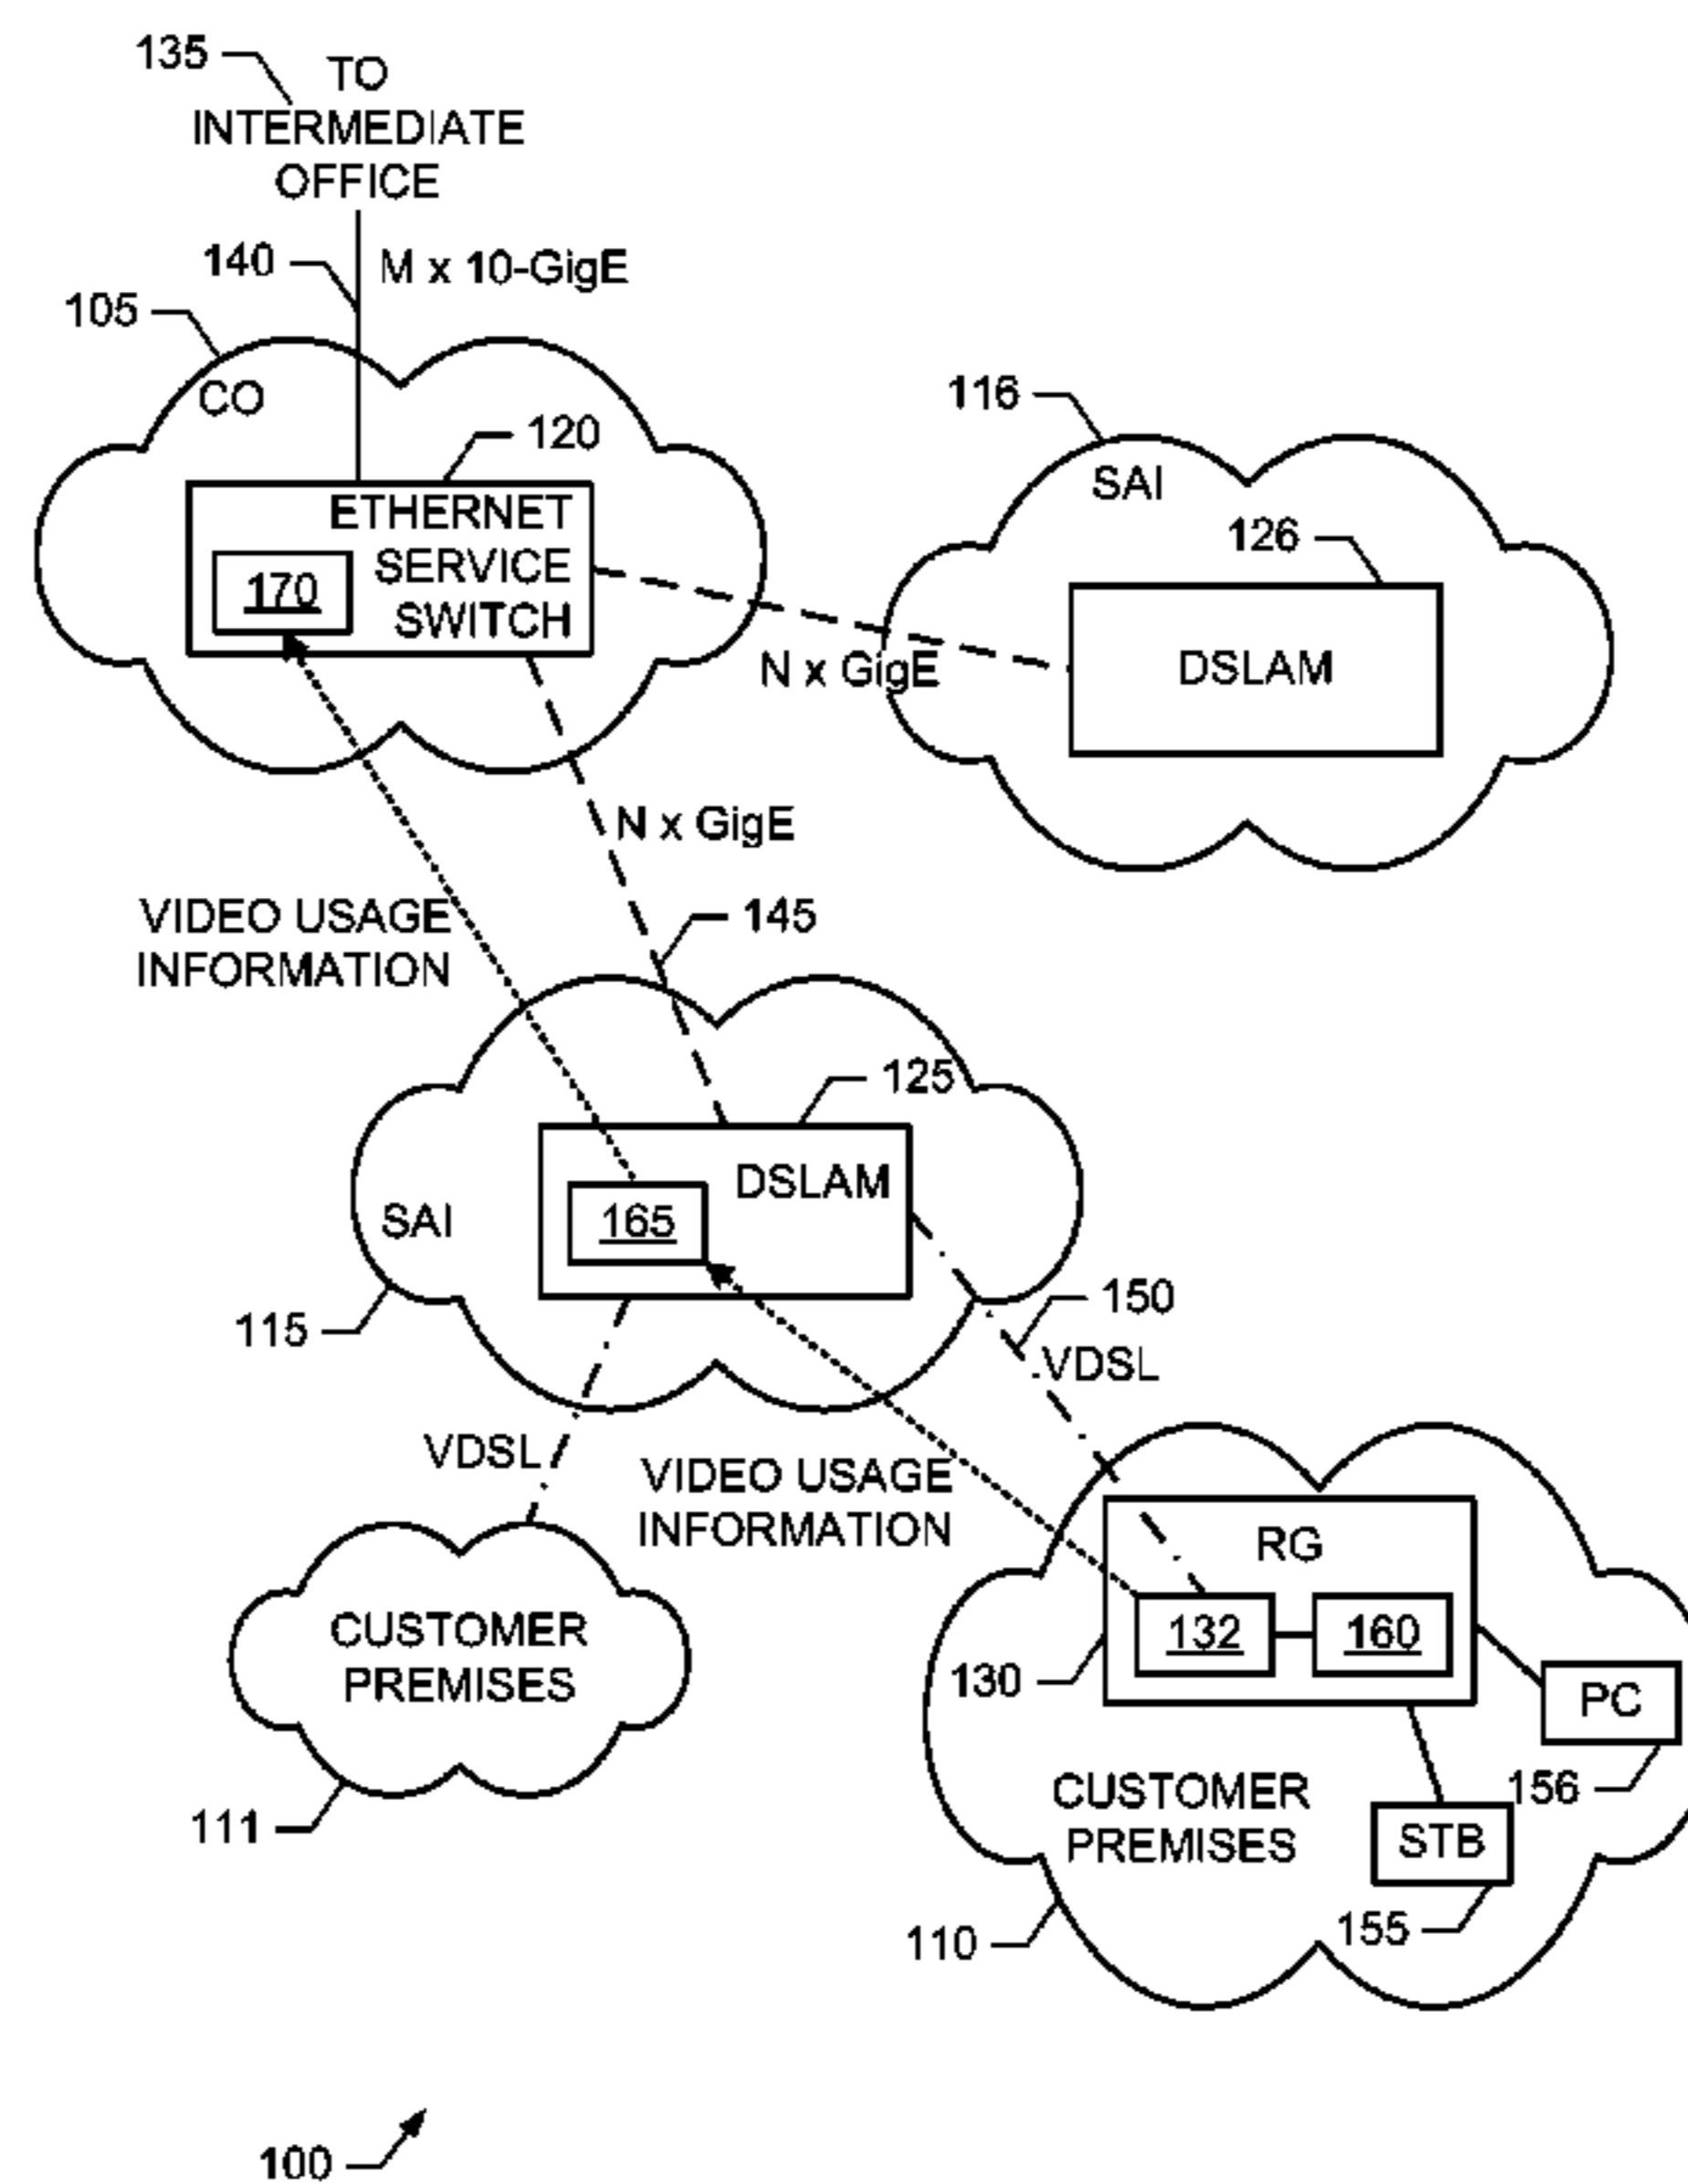 135
TO
INTERMEDIATE
OFFICE
140
M x 10-GigE
105
CO
116
120
SAI
ETHERNET
SERVICE
SWITCH
170
126
DSLAM
N x GigE
N x GigE
VIDEO USAGE
INFORMATION
145
125
DSLAM
165
SAI
115
150
VDSL
VDSL
VIDEO USAGE
INFORMATION
RG
132
160
130
PC
CUSTOMER
PREMISES
156
CUSTOMER
PREMISES
STB
111
110
155
100